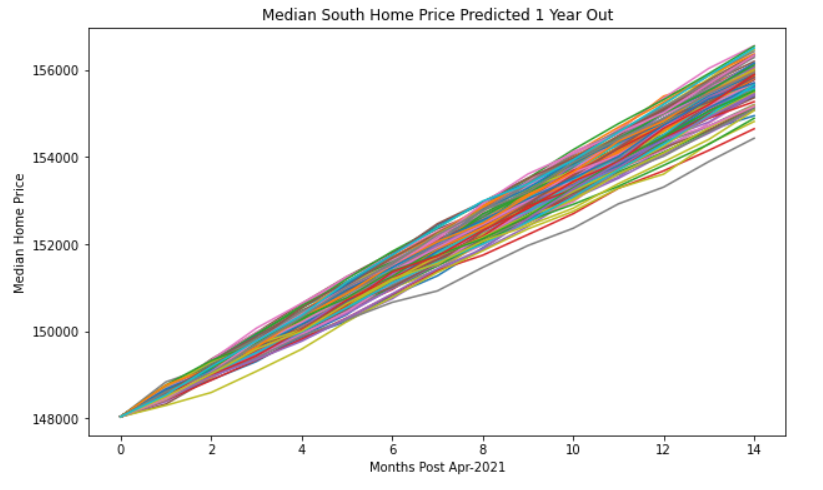 Median South Home Price Predicted 1 Year Out
156000
154000
152000
150000
148000
Median Home Price
0 2 4 6 8 10 12 14
Months Post Apr-2021